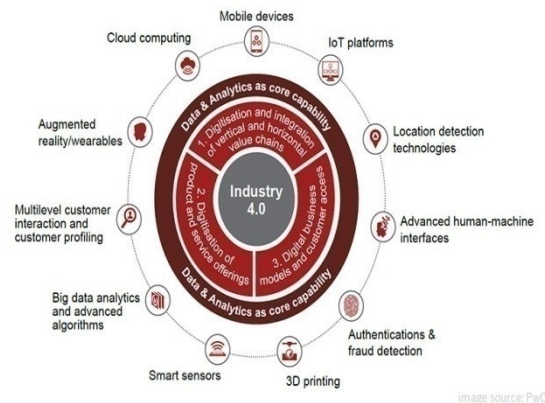 Mobile devices
Cloud computing
IoT platforms
Augmented
reality/wearables
Location detection
technologies
Multilevel customer
interaction and
customer profiling
Advanced human-machine
interfaces
Big data analytics
and advanced
algorithms
Authentications &
fraud detection
Smart sensors
3D printing
Data & Analytics as core capability
1. Digitisation and integration
of vertical and horizontal
value chains
2. Digitisation of
product and service offerings
3. Digital business
models and customer access
Industry
4.0
Data & Analytics as core capability
image source: PwC